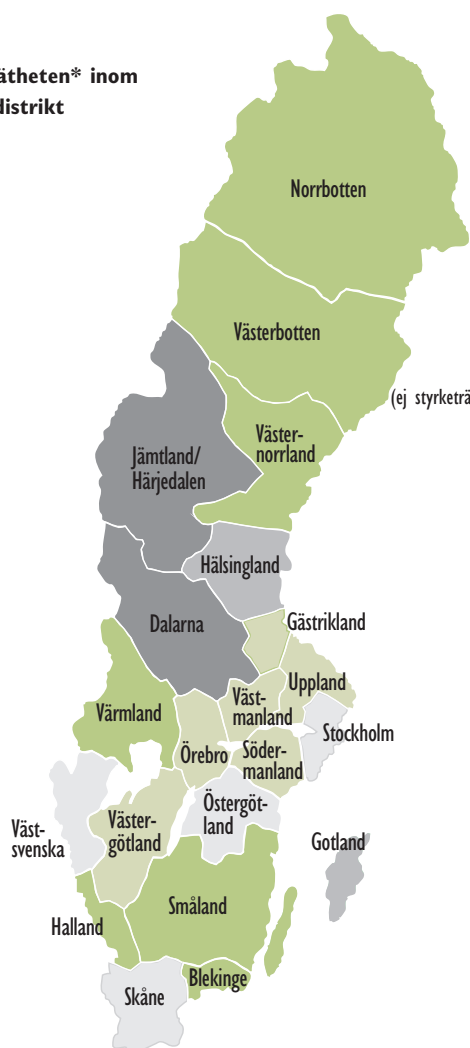 ätheten* inom
distrikt
Norrbotten
Västerbotten
(ej styrketrä
Väster-
norrland
Jämtland/
Härjedalen
Hälsingland
Gästrikland
Dalarna
Uppland
Väst-
manland
Värmland
Stockholm
Örebro
Söder-
manland
Östergöt-
land
Väster-
götland
Väst-
svenska
Gotland
Småland
Halland
Blekinge
Skåne